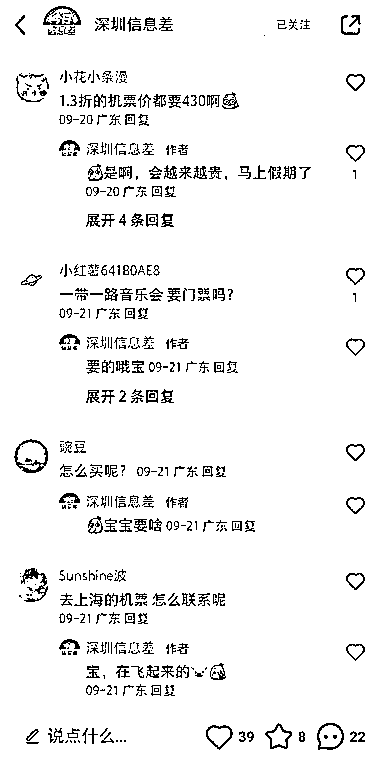 深圳信息差
已关注
小花小条漫
1.3折的机票价都要430啊
09-20 广东 回复
深圳信息差 作者
是啊，会越来越贵，马上假期了
09-20 广东 回复
1
展开 4 条回复
小红薯64180AE8
一带一路音乐会 要门票吗？
09-21 广东 回复
1
深圳信息差 作者
要的哦宝 09-21 广东 回复
展开 2 条回复
豌豆
怎么买呢？ 09-21 广东 回复
深圳信息差 作者
宝宝要啥 09-21 广东 回复
Sunshine波
去上海的机票 怎么联系呢
09-21 广东 回复
深圳信息差 作者
宝，在飞起来的
09-21 广东 回复
说点什么...
39
8
22